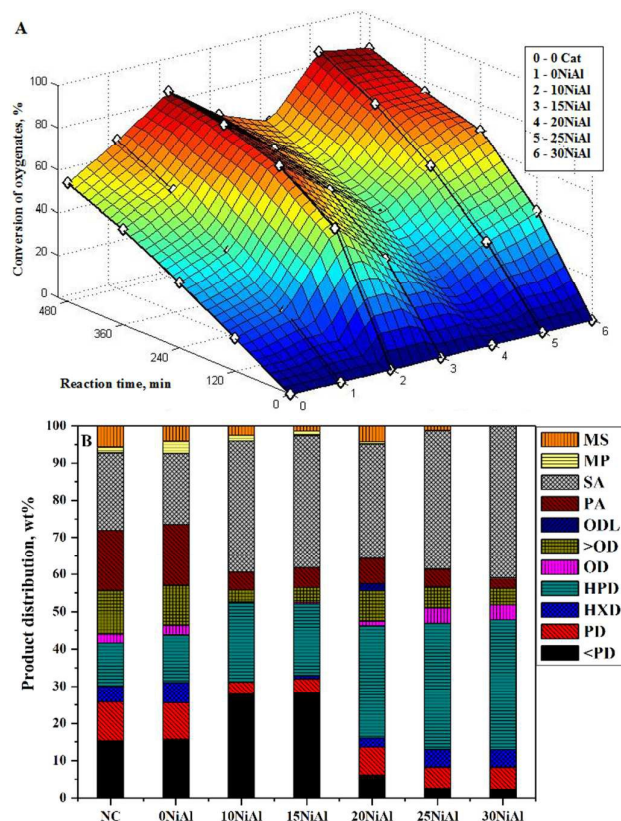 A
100
80
60
40
20
0
Conversion of oxygenates, %
480
360
240
120
0
Reaction time, min
0
1
2
3
4
5
6
0 - 0 Cat
1 - 0NiAl
2 - 10NiAl
3 - 15NiAl
4 - 20NiAl
5 - 25NiAl
6 - 30NiAl
B
100
90
80
70
60
50
40
30
20
10
0
Product distribution, wt%
NC 0NiAl 10NiAl 15NiAl 20NiAl 25NiAl 30NiAl
MS
MP
SA
PA
ODL
>OD
OD
HPD
HXD
PD
<PD